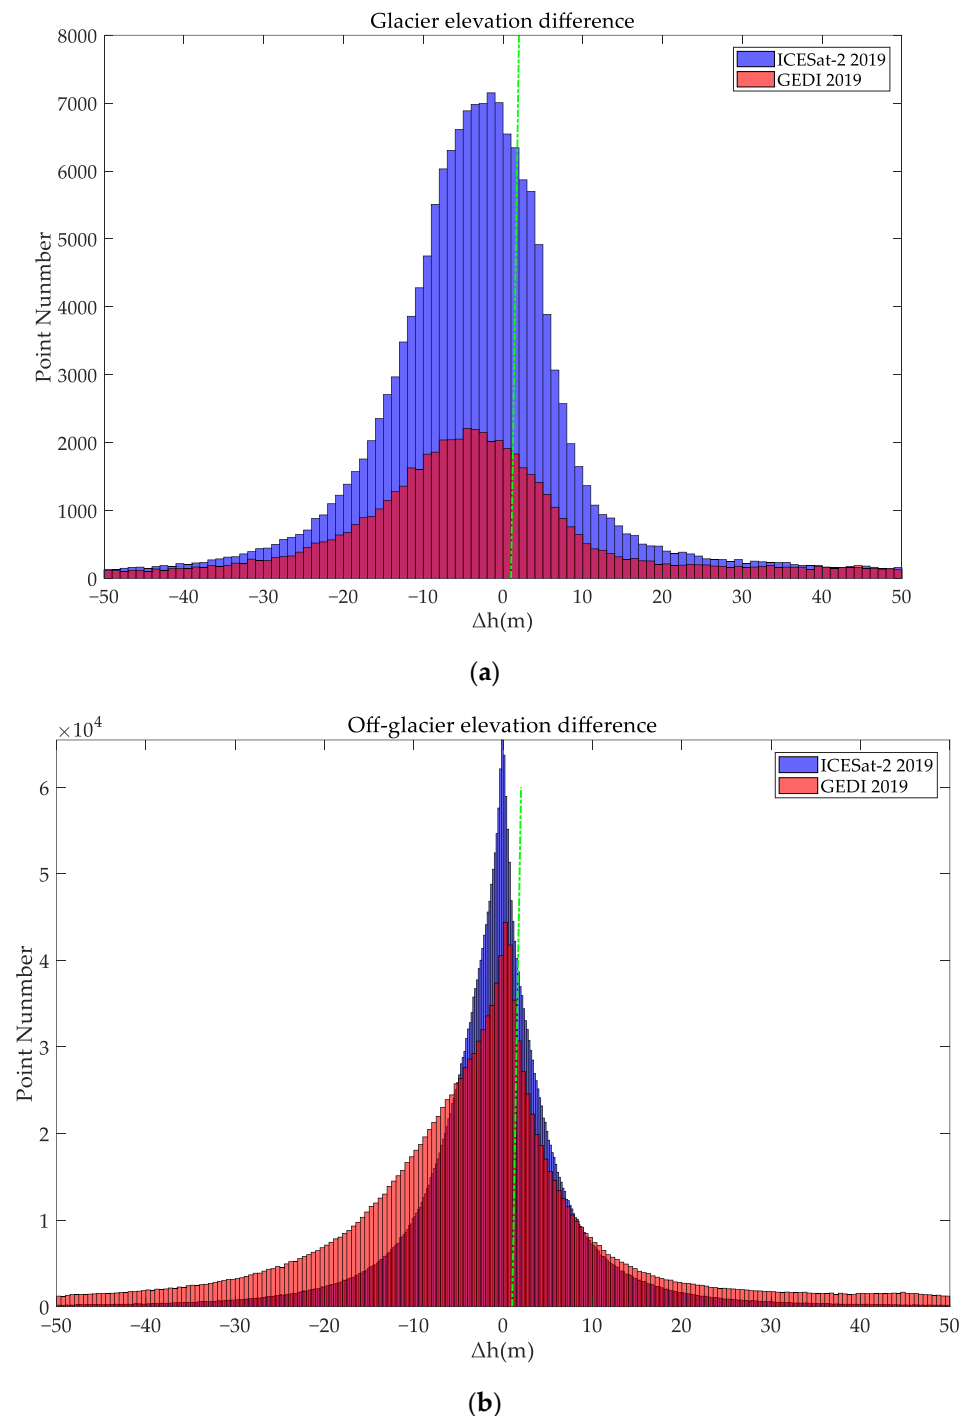 Glacier elevation difference
8000
7000
6000
5000
4000
3000
2000
1000
0
Point Nunmber
ICESat-2 2019
GEDI 2019
−50 −40 −30 −20 −10 0 10 20 30 40 50
Δh(m)
(a)
×10⁴
Off-glacier elevation difference
6
5
4
3
2
1
0
Point Nunmber
ICESat-2 2019
GEDI 2019
−50 −40 −30 −20 −10 0 10 20 30 40 50
Δh(m)
(b)